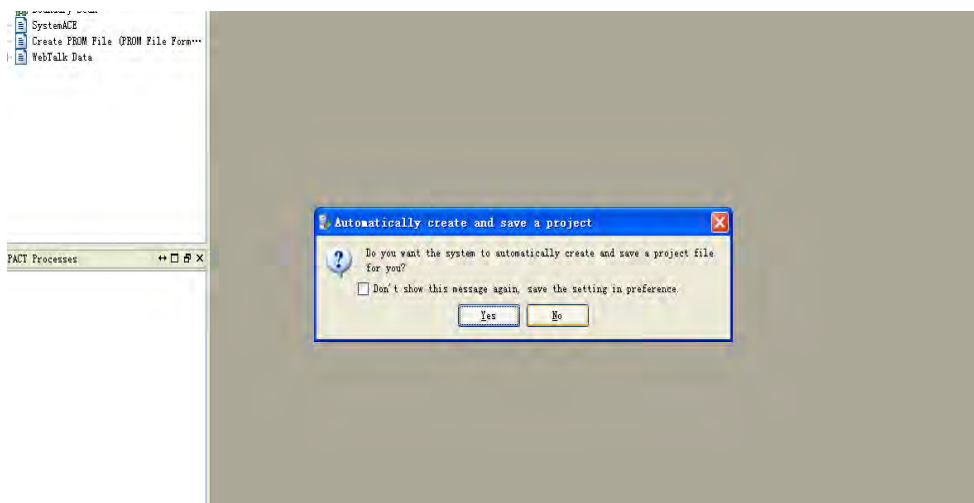 SystemACE
Create PROM File (PROM File Form...
WebTalk Data
PACT Processes
Automatically create and save a project
Do you want the system to automatically create and save a project file
for you?
Don't show this message again, save the setting in preference.
Yes
No